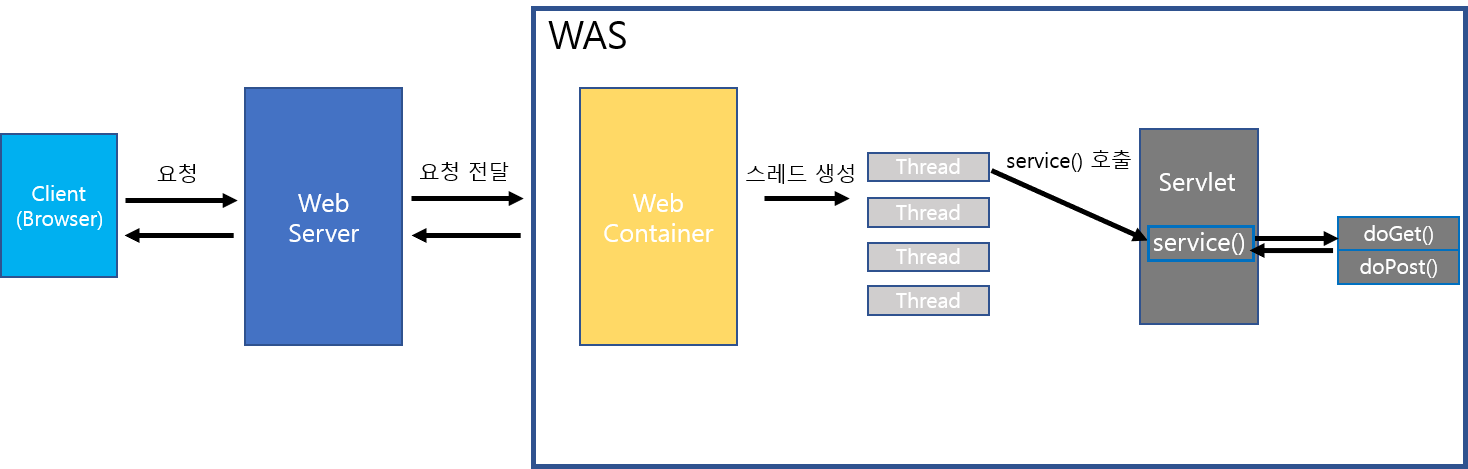 WAS
Client
(Browser)
요청
Web
Server
요청 전달
Web
Container
스레드 생성
Thread
Thread
Thread
Thread
service() 호출
Servlet
service()
doGet()
doPost()